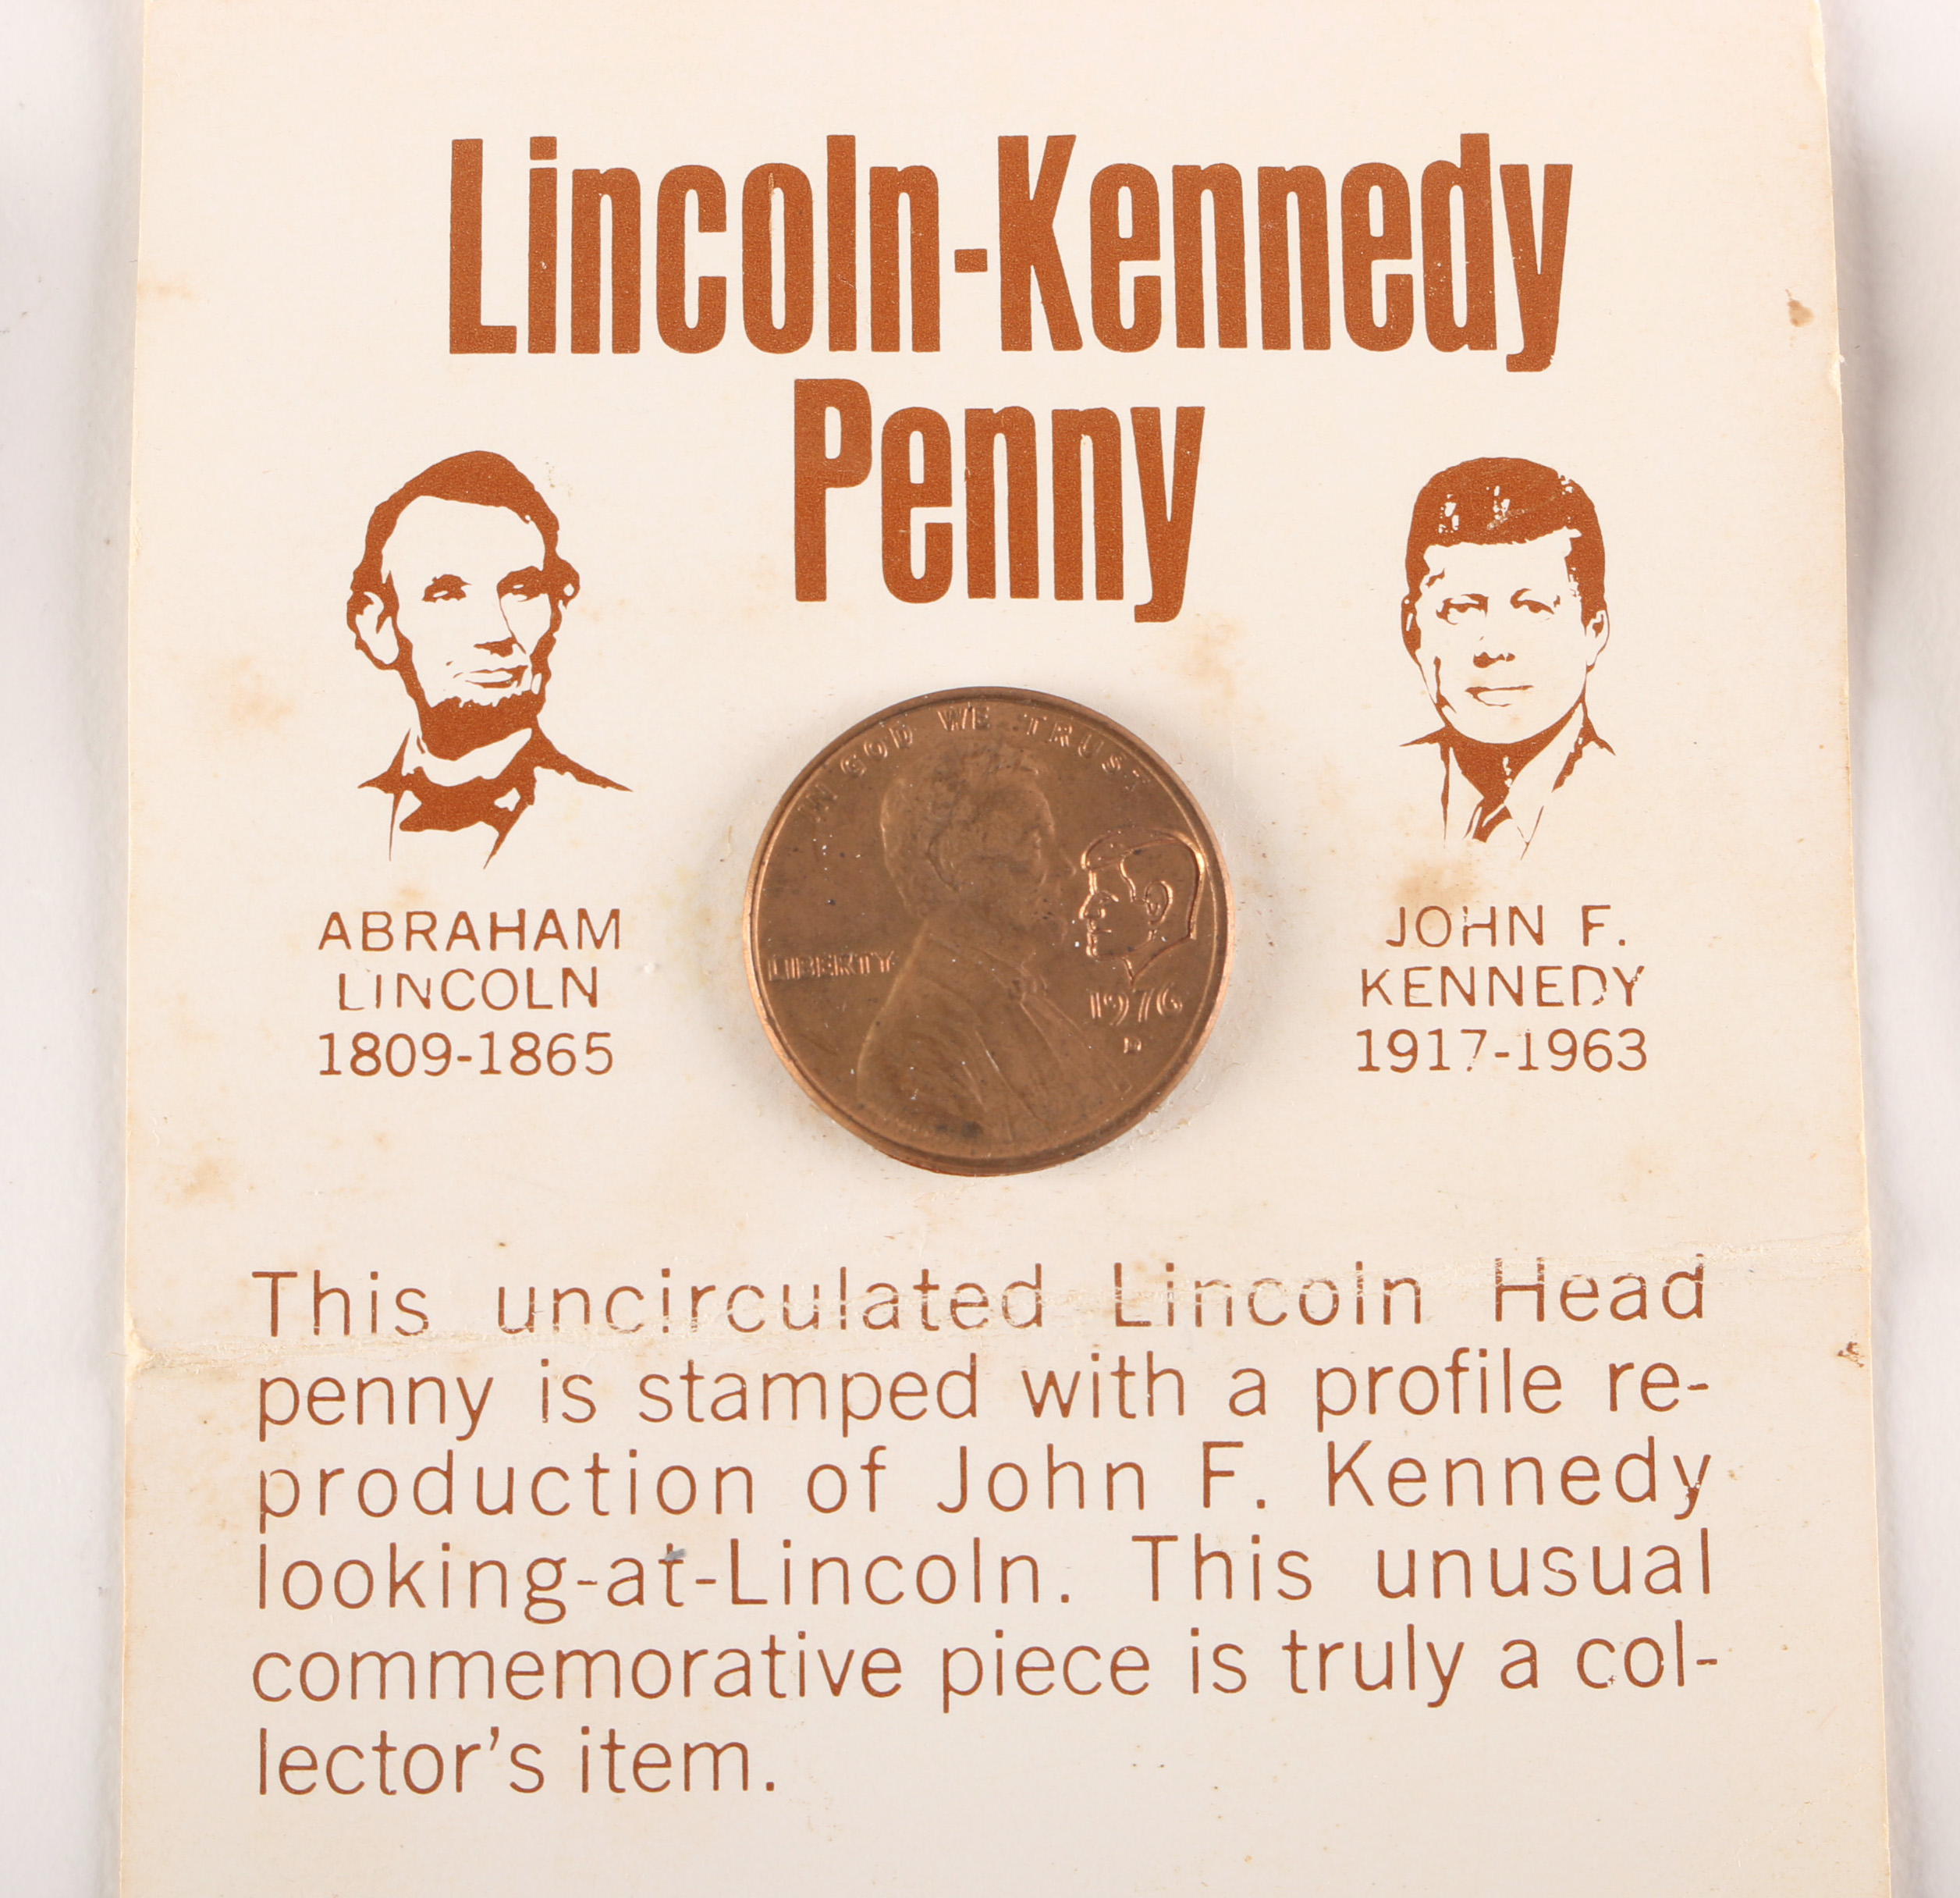 Lincoln-Kennedy
Penny
ABRAHAM
LINCOLN
1809-1865
IN GOD WE TRUST
LIBERTY
1976
D
JOHN F.
KENNEDY
1917-1963
This uncirculated Lincoln Head
penny is stamped with a profile re-
production of John F. Kennedy
looking-at-Lincoln. This unusual
commemorative piece is truly a col-
lector's item.